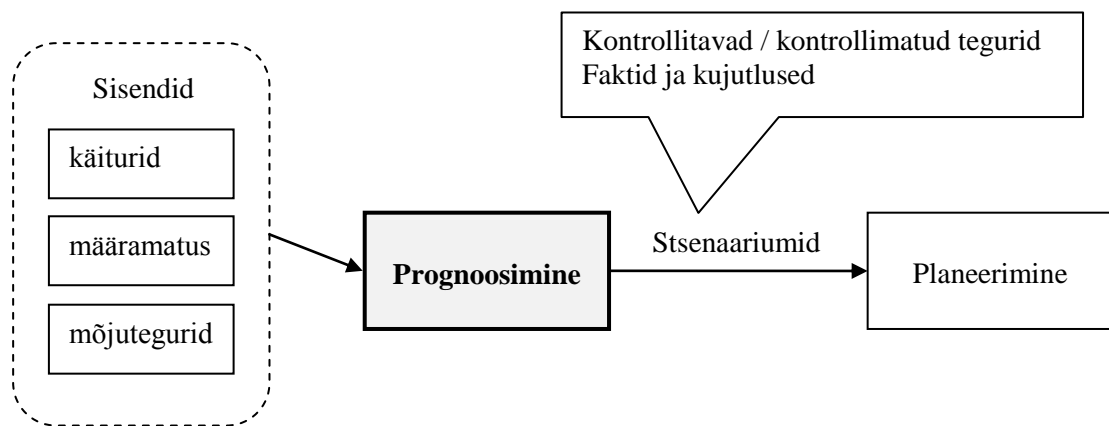 Kontrollitavad / kontrollimatud tegurid
Faktid ja kujutlused
Sisendid
käiturid
määramatus
mõjutegurid
Prognoosimine
Stsenaariumid
Planeerimine